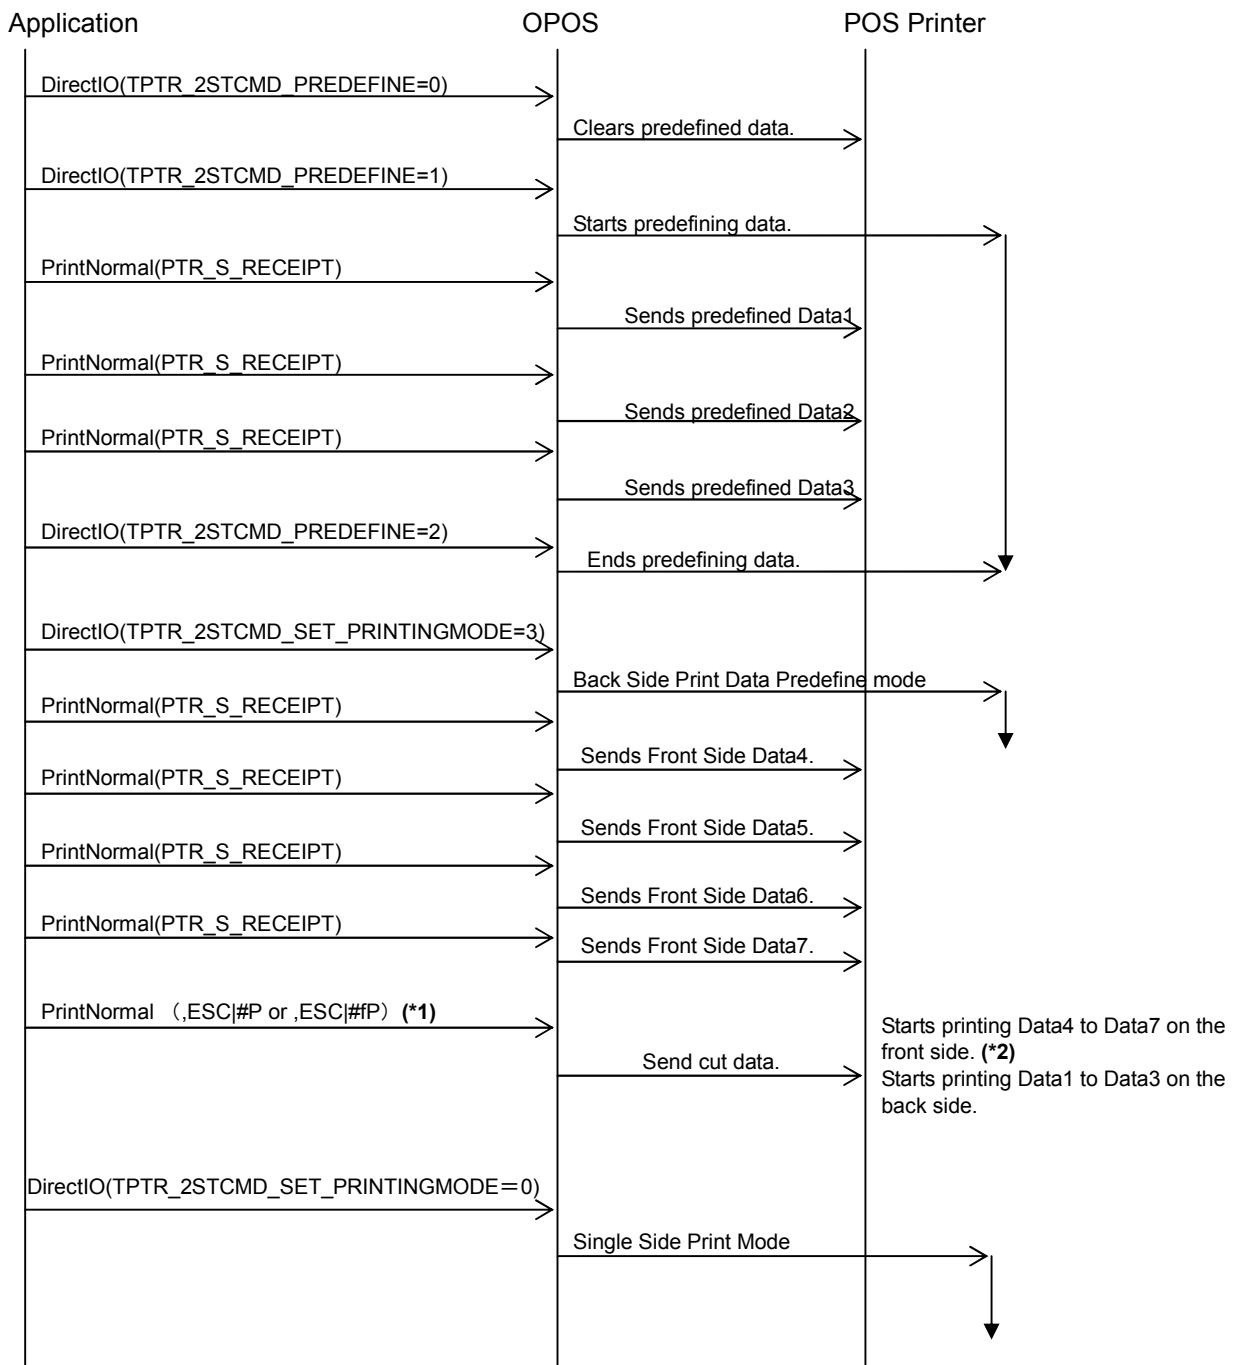 Application OPOS POS Printer
DirectIO(TPTR_2STCMD_PREDEFINE=0)
Clears predefined data.
DirectIO(TPTR_2STCMD_PREDEFINE=1)
Starts predefining data.
PrintNormal(PTR_S_RECEIPT)
Sends predefined Data1
PrintNormal(PTR_S_RECEIPT)
Sends predefined Data2
PrintNormal(PTR_S_RECEIPT)
Sends predefined Data3
DirectIO(TPTR_2STCMD_PREDEFINE=2)
Ends predefining data.
DirectIO(TPTR_2STCMD_SET_PRINTINGMODE=3)
Back Side Print Data Predefine mode
PrintNormal(PTR_S_RECEIPT)
Sends Front Side Data4.
PrintNormal(PTR_S_RECEIPT)
Sends Front Side Data5.
PrintNormal(PTR_S_RECEIPT)
Sends Front Side Data6.
PrintNormal(PTR_S_RECEIPT)
Sends Front Side Data7.
PrintNormal （,ESC|#P or ,ESC|#fP）(*1)
Send cut data.
Starts printing Data4 to Data7 on the
front side. (*2)
Starts printing Data1 to Data3 on the
back side.
DirectIO(TPTR_2STCMD_SET_PRINTINGMODE＝0)
Single Side Print Mode